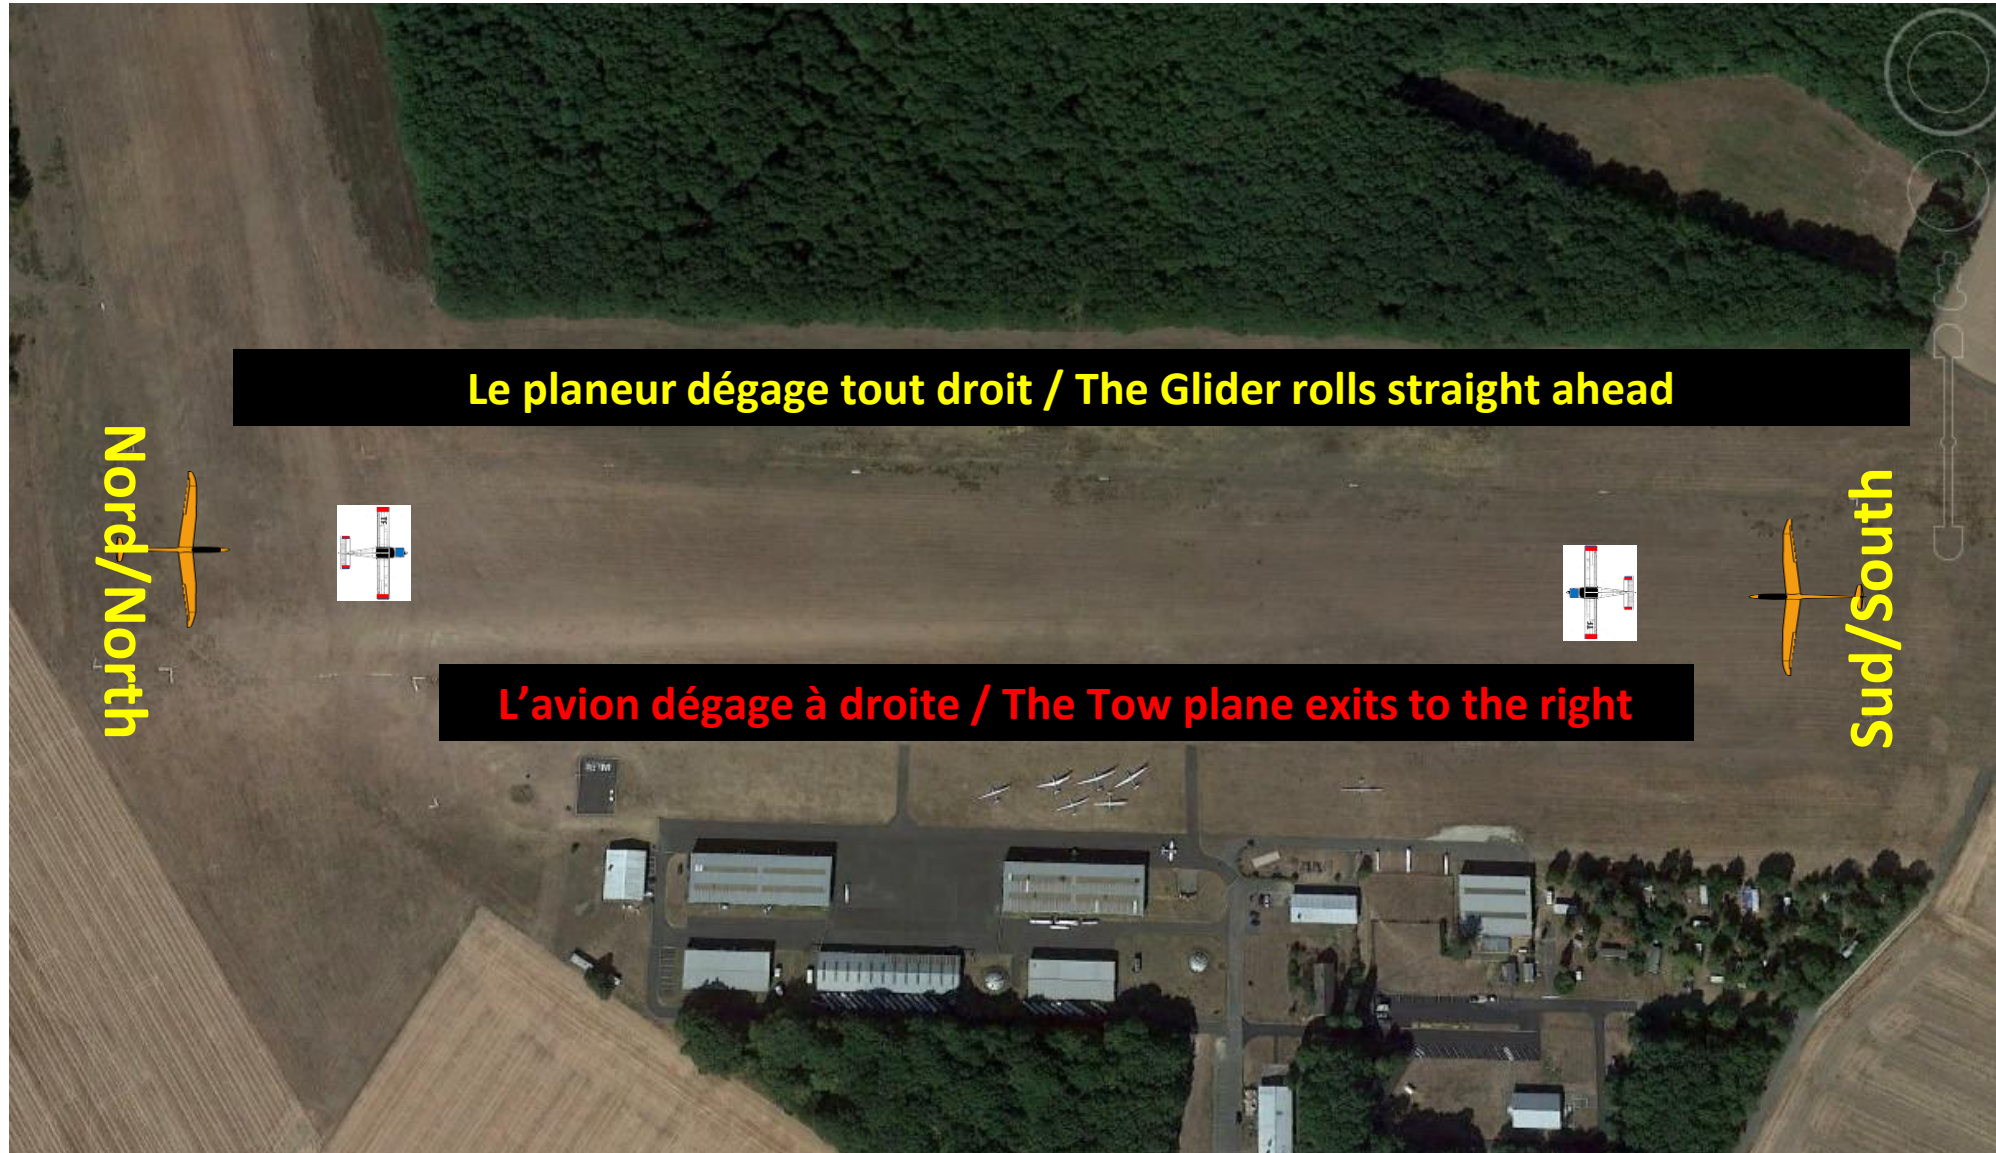 Le planeur dégage tout droit / The Glider rolls straight ahead
Nord/North
Sud/South
L’avion dégage à droite / The Tow plane exits to the right